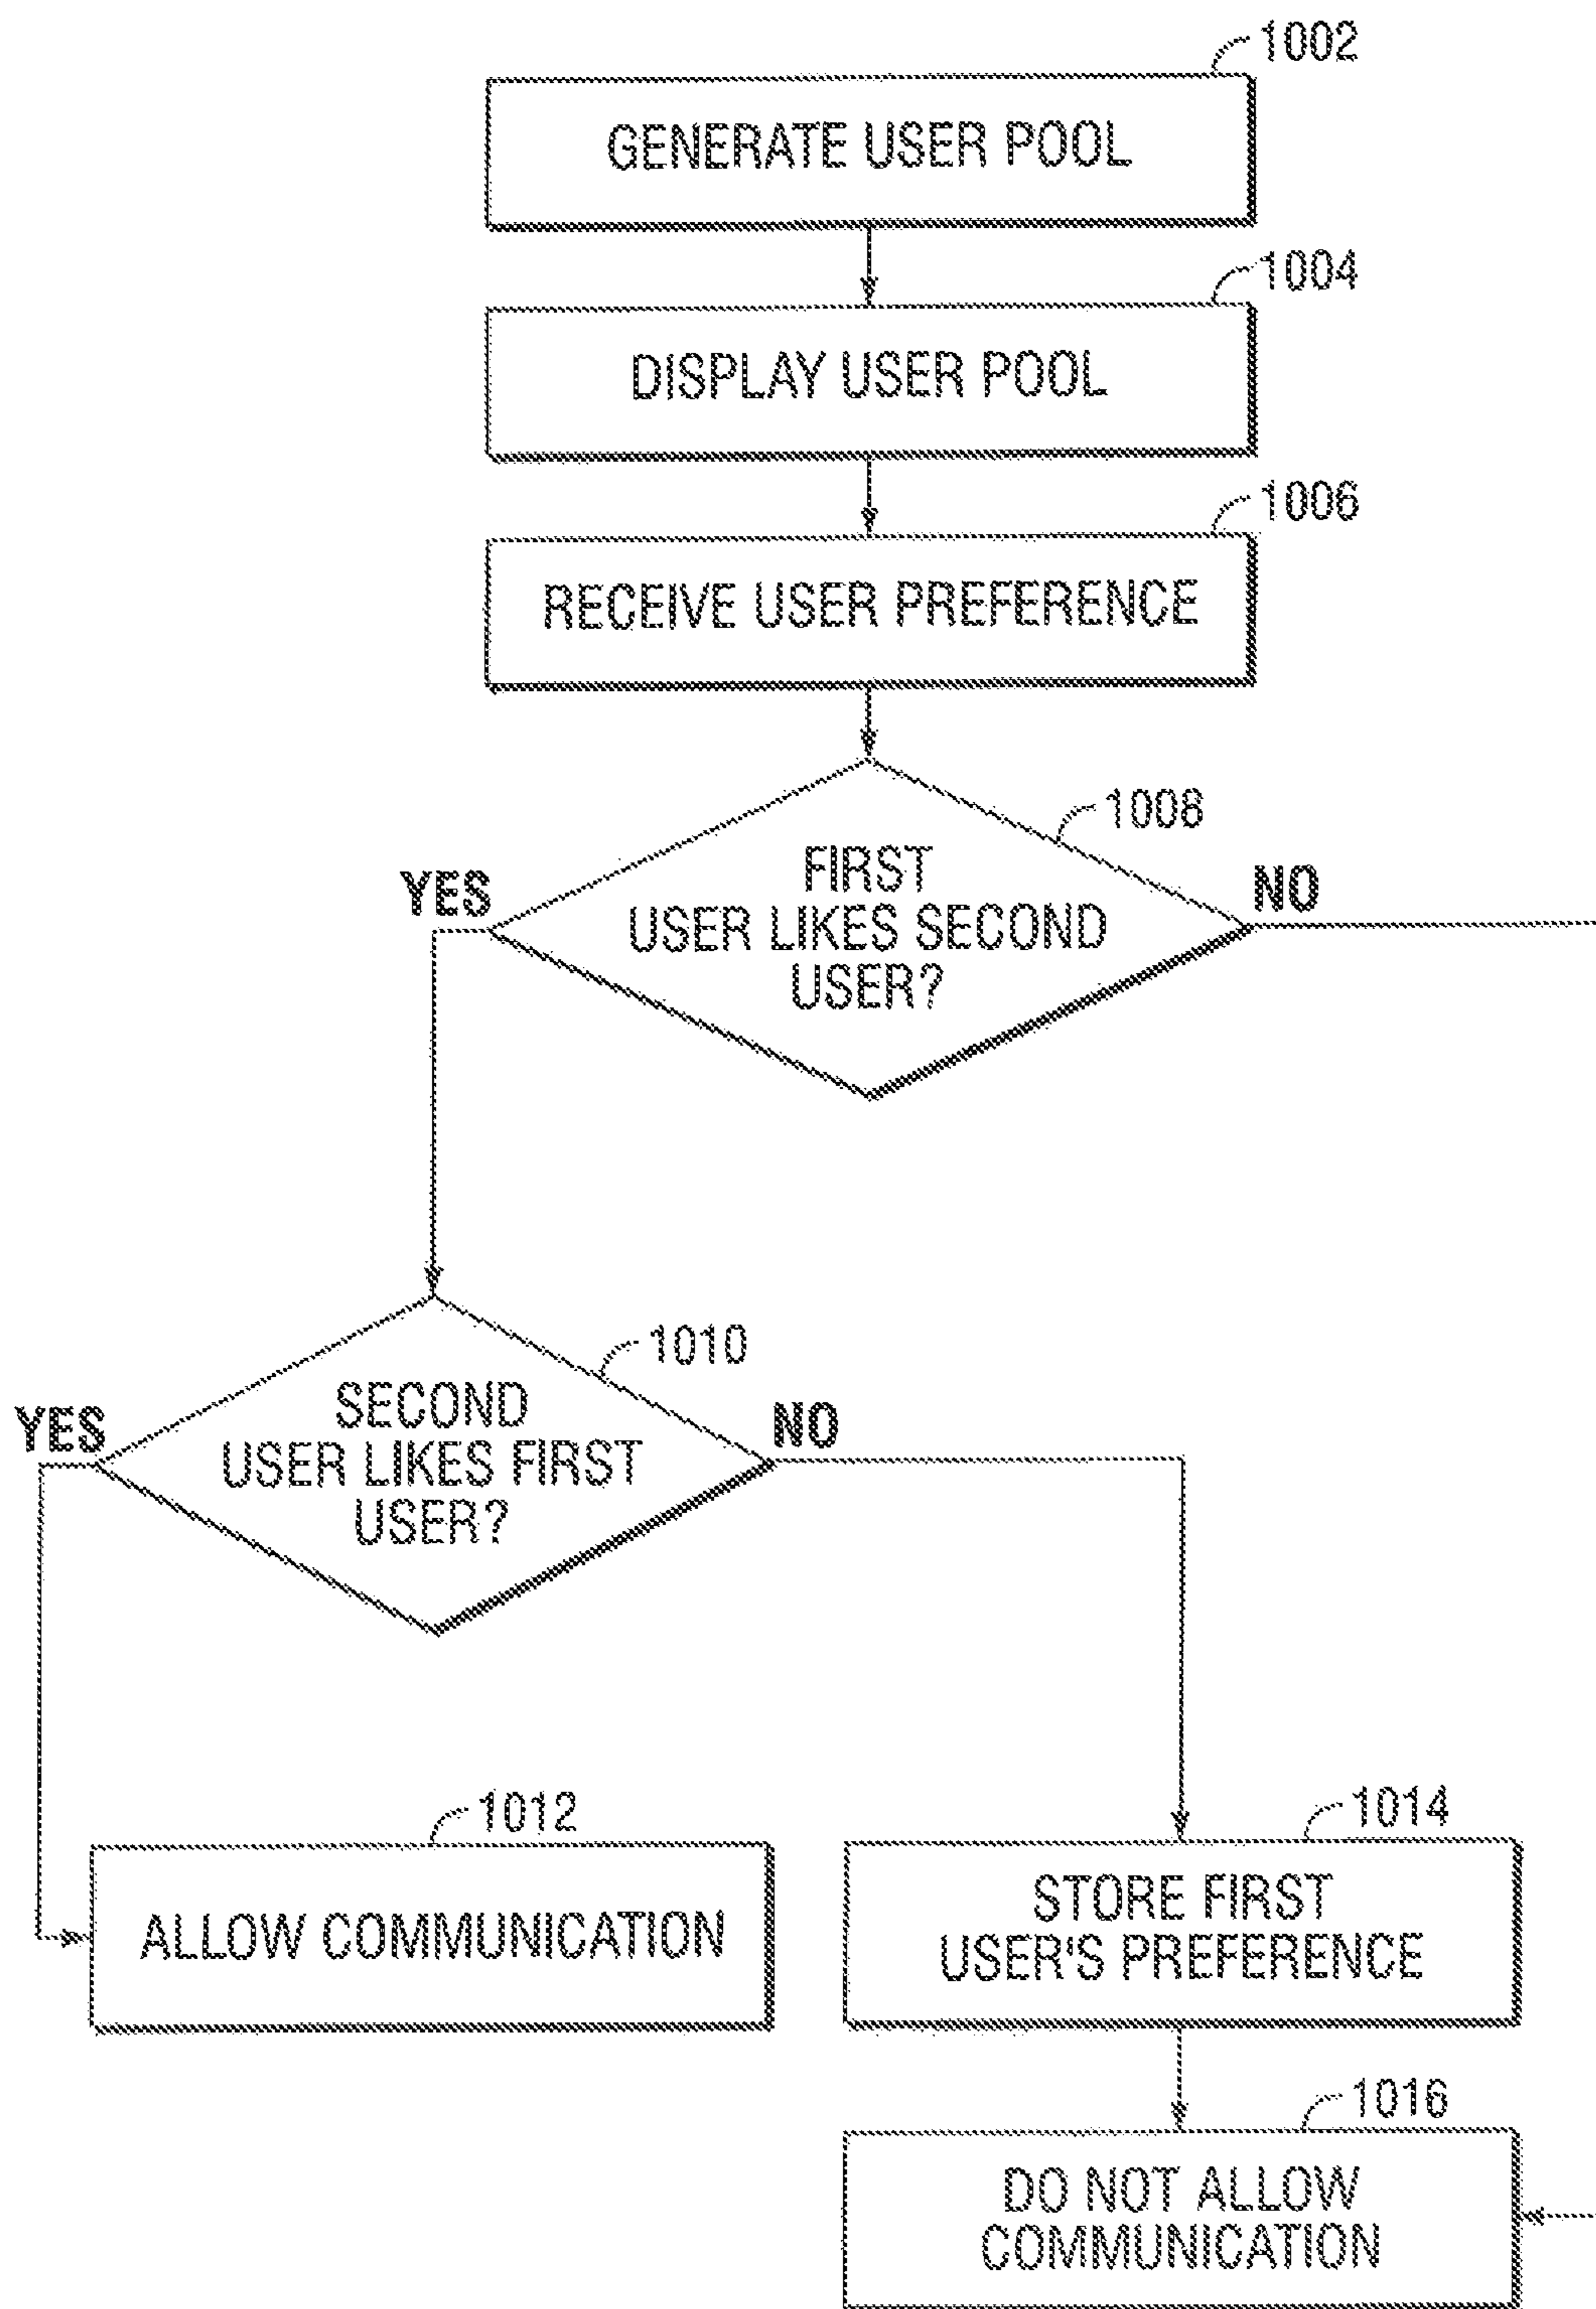 1002
GENERATE USER POOL
1004
DISPLAY USER POOL
1006
RECEIVE USER PREFERENCE
1008
YES
FIRST
USER LIKES SECOND
USER?
NO
1010
YES
SECOND
USER LIKES FIRST
USER?
NO
1012
ALLOW COMMUNICATION
1014
STORE FIRST
USER'S PREFERENCE
1016
DO NOT ALLOW
COMMUNICATION